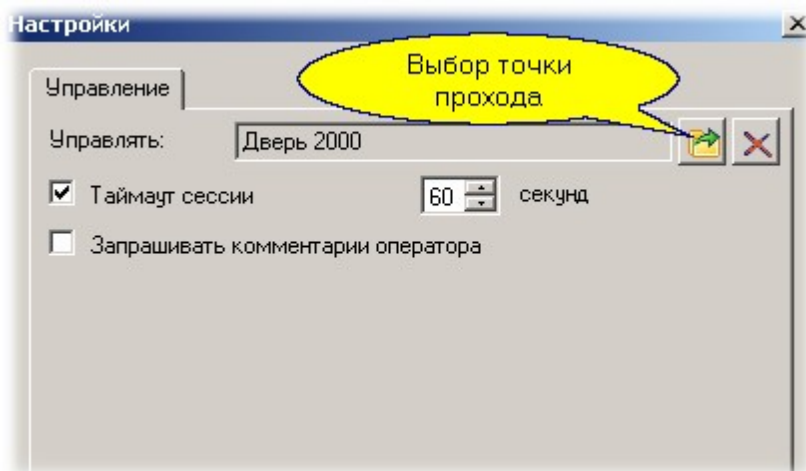 Настройки
Выбор точки
прохода
Управление
Управлять:
Дверь 2000
Таймаут сессии
60
секунд
Запрашивать комментарии оператора